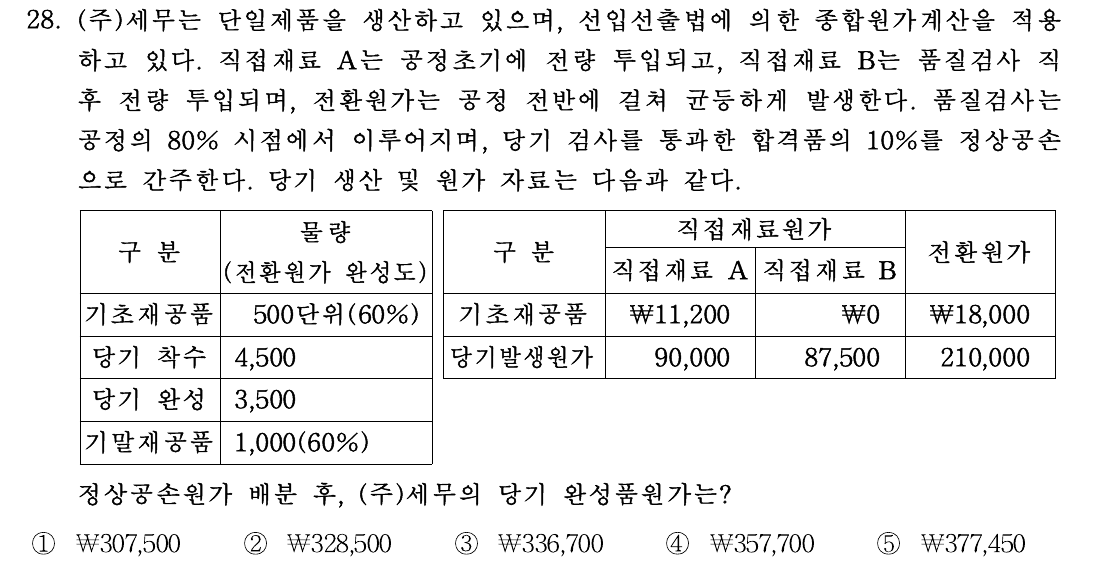 28. (주)세무는 단일제품을 생산하고 있으며, 선입선출법에 의한 종합원가계산을 적용
하고 있다. 직접재료 A는 공정초기에 전량 투입되고, 직접재료 B는 품질검사 직
후 전량 투입되며, 전환원가는 공정 전반에 걸쳐 균등하게 발생한다. 품질검사는
공정의 80% 시점에서 이루어지며, 당기 검사를 통과한 합격품의 10%를 정상공손
으로 간주한다. 당기 생산 및 원가 자료는 다음과 같다.
구 분 물량
(전환원가 완성도)
기초재공품 500단위(60%)
당기 착수 4,500
당기 완성 3,500
기말재공품 1,000(60%)
구 분 직접재료원가 전환원가
직접재료 A 직접재료 B
기초재공품 ₩11,200 ₩0 ₩18,000
당기발생원가 90,000 87,500 210,000
정상공손원가 배분 후, (주)세무의 당기 완성품원가는?
① ₩307,500 ② ₩328,500 ③ ₩336,700 ④ ₩357,700 ⑤ ₩377,450